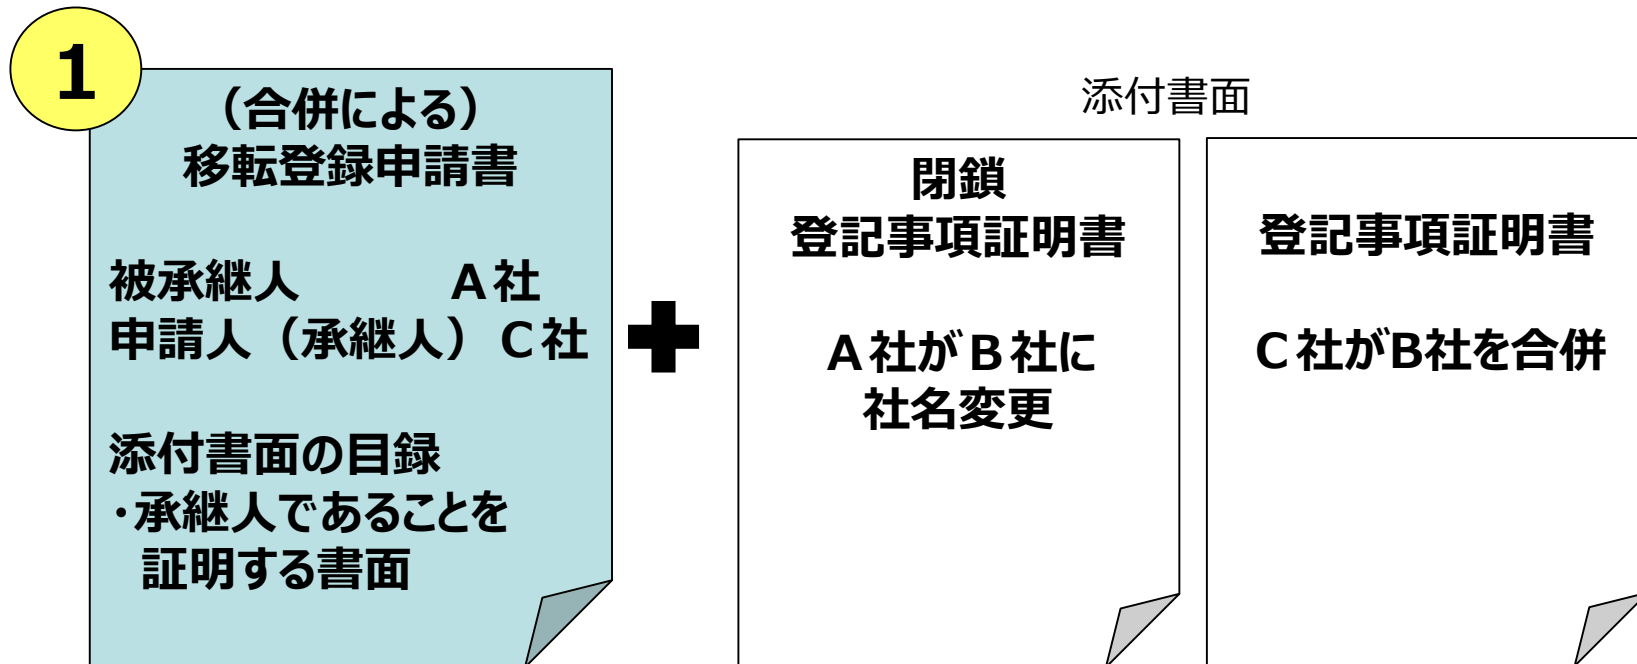 1
（合併による）
移転登録申請書
被承継人　　　Ａ社
申請人（承継人）Ｃ社
添付書面の目録
・承継人であることを
証明する書面
添付書面
閉鎖
登記事項証明書
Ａ社がＢ社に
社名変更
登記事項証明書
Ｃ社がB社を合併